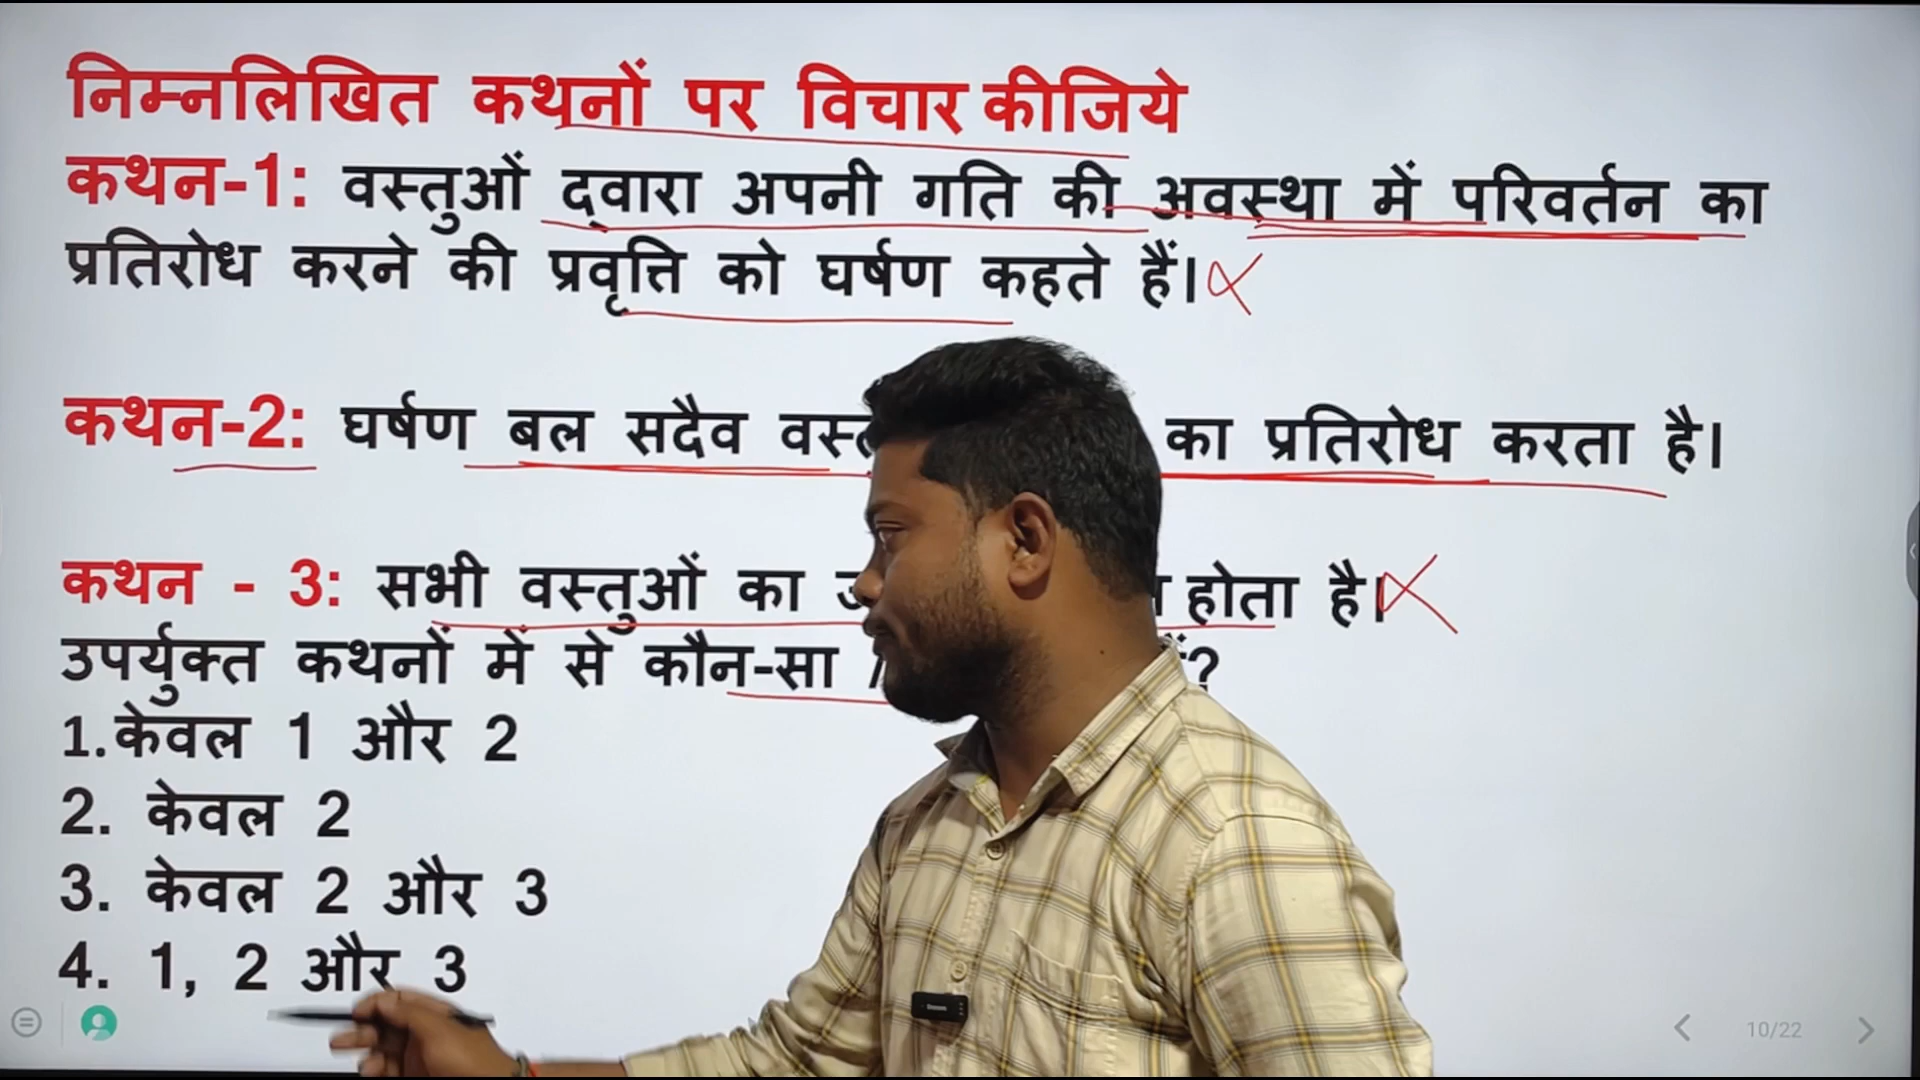 निम्नलिखित कथनों पर विचार कीजिये
कथन-1: वस्तुओं द्वारा अपनी गति की अवस्था में परिवर्तन का
प्रतिरोध करने की प्रवृत्ति को घर्षण कहते हैं।
कथन-2: घर्षण बल सदैव का प्रतिरोध करता है।
कथन - 3: सभी वस्तुओं का होता है।
उपर्युक्त कथनों में से कौन-सा /
1.केवल 1 और 2
2. केवल 2
3. केवल 2 और 3
4. 1, 2 और 3
10/22